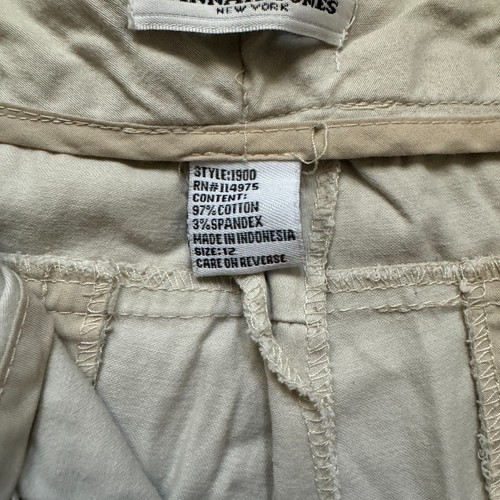 NEW YORK
STYLE:1900
RN#114975
CONTENT:
97%COTTON
3%SPANDEX
MADE IN INDONESIA
SIZE:12
CARE ON REVERSE